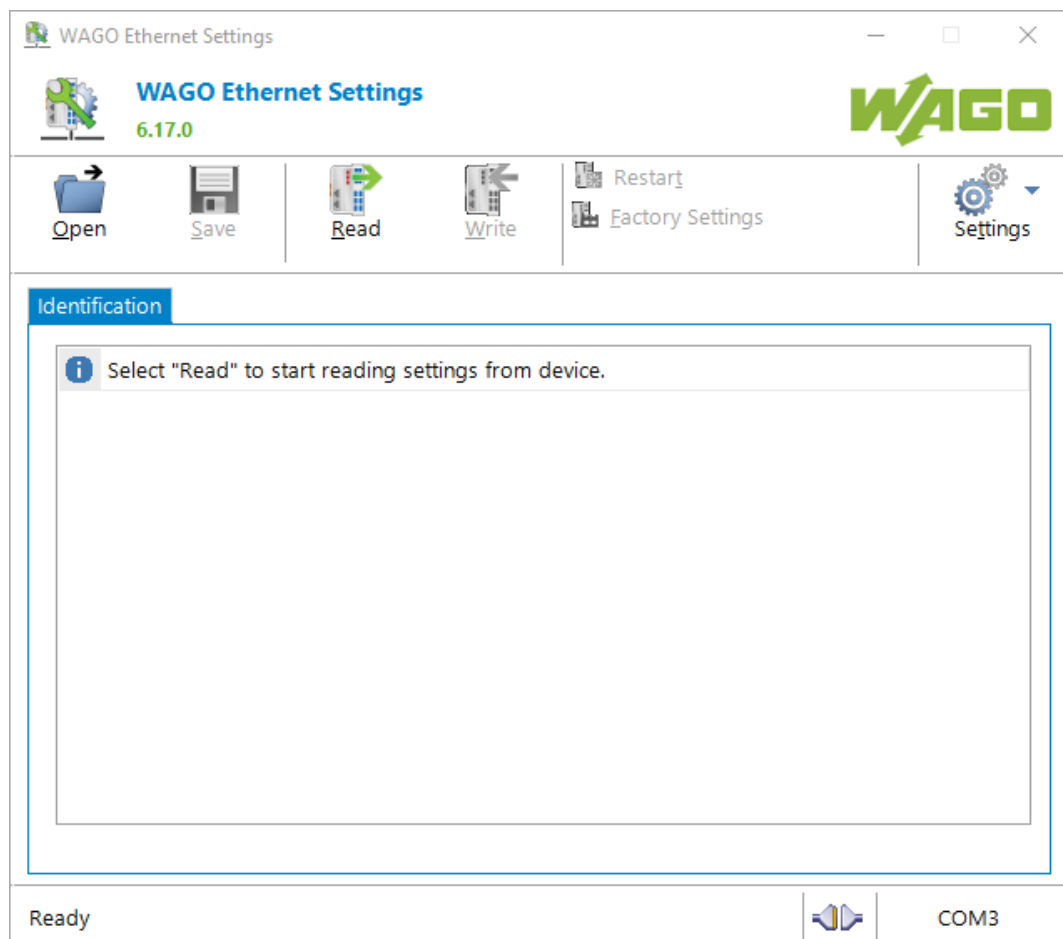 WAGO Ethernet Settings
WAGO Ethernet Settings
6.17.0
WAGO
Open
Save
Read
Write
Restart
Factory Settings
Settings
Identification
Select "Read" to start reading settings from device.
Ready
COM3